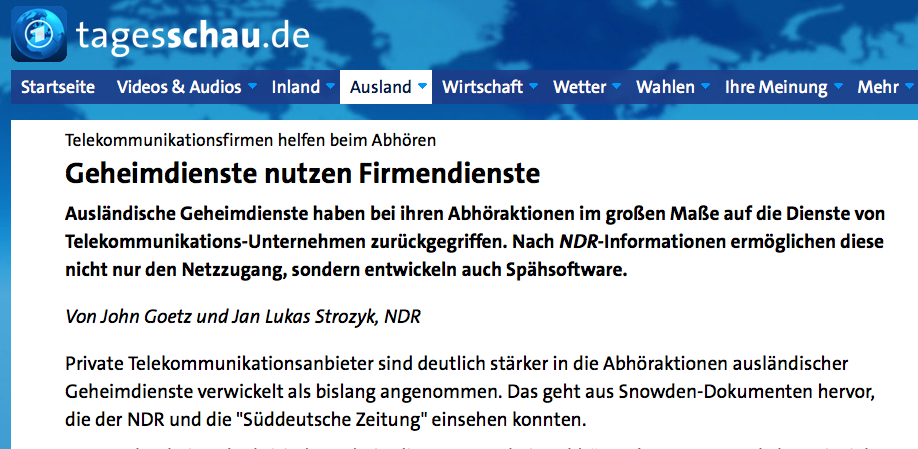 tagesschau.de
Startseite Videos & Audios Inland Ausland Wirtschaft Wetter Wahlen Ihre Meinung Mehr
Telekommunikationsfirmen helfen beim Abhören
Geheimdienste nutzen Firmendienste
Ausländische Geheimdienste haben bei ihren Abhöraktionen im großen Maße auf die Dienste von
Telekommunikations-Unternehmen zurückgegriffen. Nach NDR-Informationen ermöglichen diese
nicht nur den Netzzugang, sondern entwickeln auch Spähsoftware.
Von John Goetz und Jan Lukas Strozyk, NDR
Private Telekommunikationsanbieter sind deutlich stärker in die Abhöraktionen ausländischer
Geheimdienste verwickelt als bislang angenommen. Das geht aus Snowden-Dokumenten hervor,
die der NDR und die "Süddeutsche Zeitung" einsehen konnten.